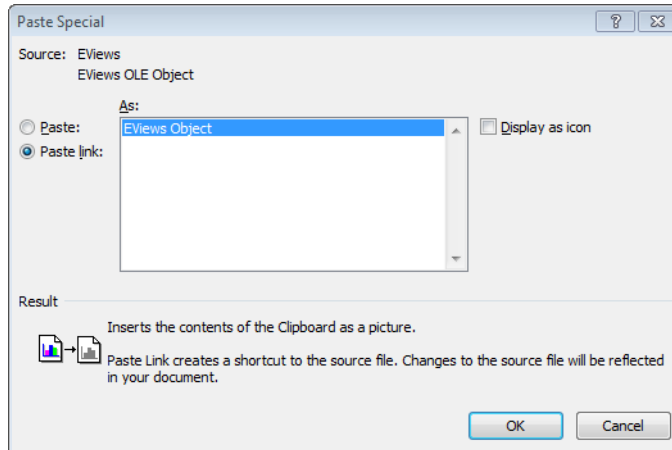 Paste Special
Source: EViews
EViews OLE Object
As:
Paste:
EViews Object
Display as icon
Paste link:
Result
Inserts the contents of the Clipboard as a picture.
Paste Link creates a shortcut to the source file. Changes to the source file will be reflected
in your document.
OK
Cancel